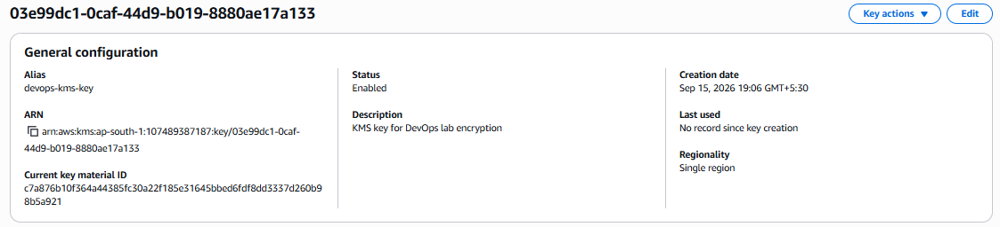 03e99dc1-0caf-44d9-b019-8880ae17a133
Key actions
Edit
General configuration
Alias
devops-kms-key
ARN
arn:aws:kms:ap-south-1:107489387187:key/03e99dc1-0caf-
44d9-b019-8880ae17a133
Current key material ID
c7a876b10f364a44385fc30a22f185e31645bbed6fdf8dd3337d260b9
8b5a921
Status
Enabled
Description
KMS key for DevOps lab encryption
Creation date
Sep 15, 2026 19:06 GMT+5:30
Last used
No record since key creation
Regionality
Single region